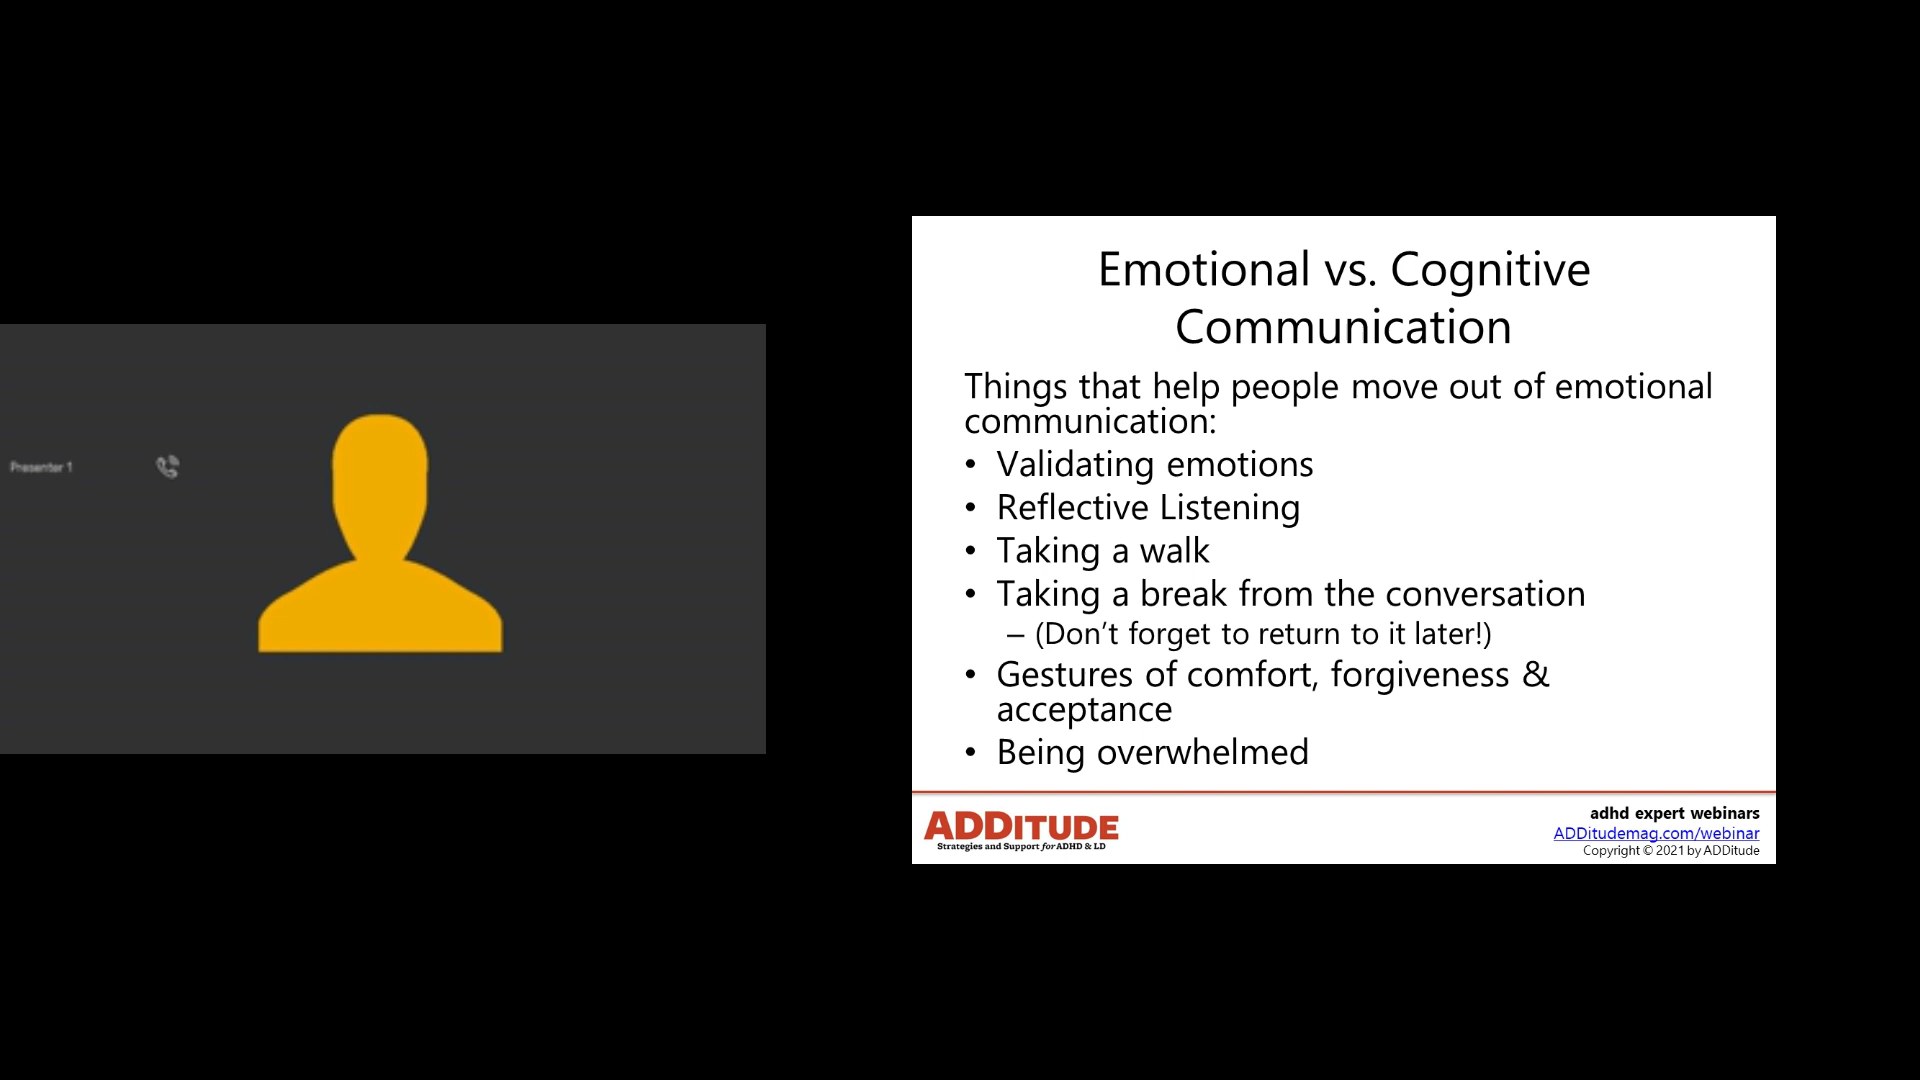 Presenter 1
Emotional vs. Cognitive
Communication
Things that help people move out of emotional
communication:
• Validating emotions
• Reflective Listening
• Taking a walk
• Taking a break from the conversation
– (Don’t forget to return to it later!)
• Gestures of comfort, forgiveness &
acceptance
• Being overwhelmed
ADDITUDE
Strategies and Support for ADHD & LD
adhd expert webinars
ADDitudemag.com/webinar
Copyright © 2021 by ADDitude